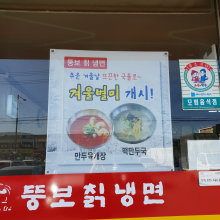 뚱보 칡 냉면
추운 겨울날 뜨끈한 국물로~
겨울별미 개시!
만두육개장
떡만두국
모범음식점
뚱보칡냉면